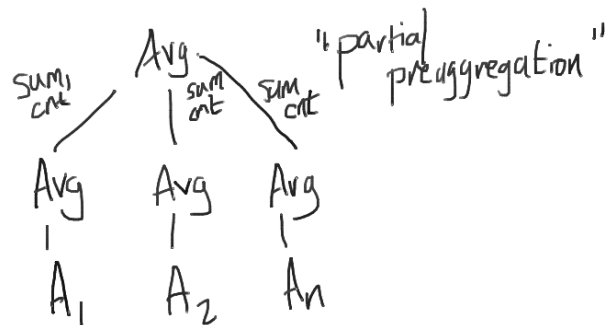 Avg "partial
preaggregation"
sum, sum sum
cnt cnt cnt
Avg Avg Avg
A1 A2 An